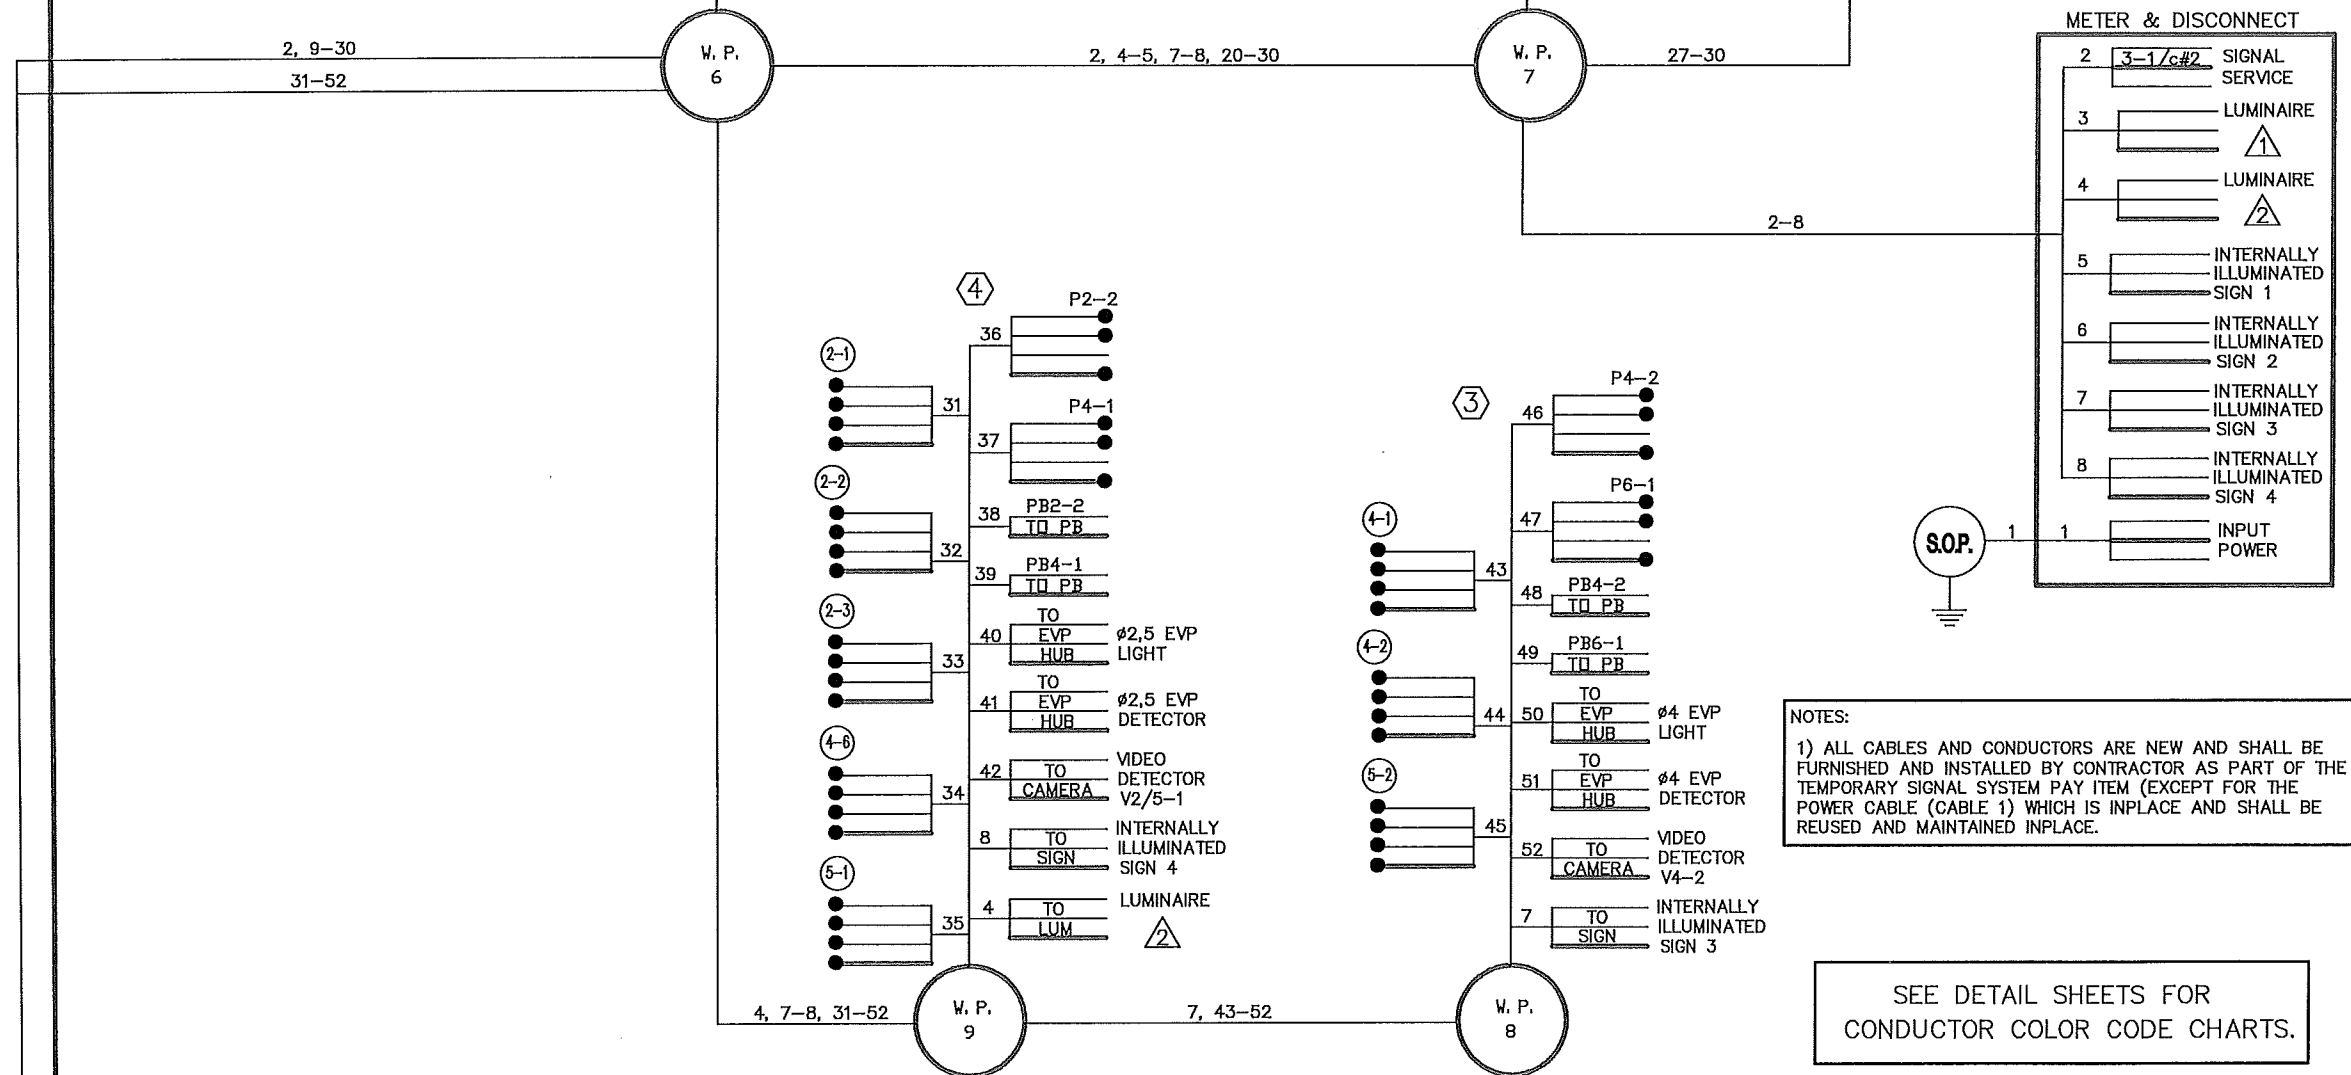 2, 9-30
31-52
W. P.
6
2, 4-5, 7-8, 20-30
W. P.
7
27-30
2-8
METER & DISCONNECT
2
3-1/c#2
SIGNAL
SERVICE
3
LUMINAIRE
1
4
LUMINAIRE
2
5
INTERNALLY
ILLUMINATED
SIGN 1
6
INTERNALLY
ILLUMINATED
SIGN 2
7
INTERNALLY
ILLUMINATED
SIGN 3
8
INTERNALLY
ILLUMINATED
SIGN 4
S.O.P.
1
1
INPUT
POWER
4
2-1
31
2-2
32
2-3
33
4-6
34
5-1
35
36
P2-2
37
P4-1
38
PB2-2
TO PB
39
PB4-1
TO PB
40
TO
EVP
HUB
ø2,5 EVP
LIGHT
41
TO
EVP
HUB
ø2,5 EVP
DETECTOR
42
TO
CAMERA
VIDEO
DETECTOR
V2/5-1
8
TO
SIGN
INTERNALLY
ILLUMINATED
SIGN 4
4
TO
LUM
LUMINAIRE
2
3
4-1
43
4-2
44
5-2
45
46
P4-2
47
P6-1
48
PB4-2
TO PB
49
PB6-1
TO PB
50
TO
EVP
HUB
ø4 EVP
LIGHT
51
TO
EVP
HUB
ø4 EVP
DETECTOR
52
TO
CAMERA
VIDEO
DETECTOR
V4-2
7
TO
SIGN
INTERNALLY
ILLUMINATED
SIGN 3
4, 7-8, 31-52
W. P.
9
7, 43-52
W. P.
8
NOTES:
1) ALL CABLES AND CONDUCTORS ARE NEW AND SHALL BE
FURNISHED AND INSTALLED BY CONTRACTOR AS PART OF THE
TEMPORARY SIGNAL SYSTEM PAY ITEM (EXCEPT FOR THE
POWER CABLE (CABLE 1) WHICH IS INPLACE AND SHALL BE
REUSED AND MAINTAINED INPLACE.
SEE DETAIL SHEETS FOR
CONDUCTOR COLOR CODE CHARTS.